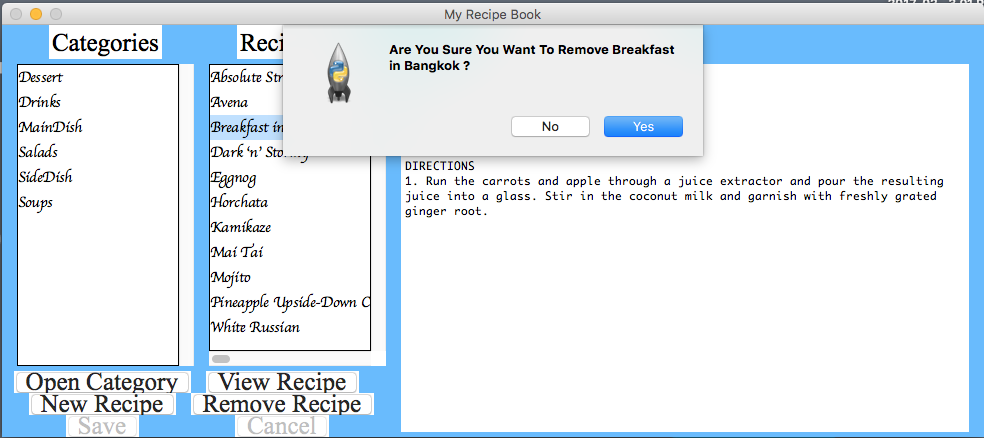 My Recipe Book
Categories
Dessert
Drinks
MainDish
Salads
SideDish
Soups
Absolute
Avena
Breakfast in
Dark ‘n’
Eggnog
Horchata
Kamikaze
Mai Tai
Mojito
Pineapple Upside-Down C
White Russian
Are You Sure You Want To Remove Breakfast
in Bangkok ?
No Yes
DIRECTIONS
1. Run the carrots and apple through a juice extractor and pour the resulting
juice into a glass. Stir in the coconut milk and garnish with freshly grated
ginger root.
Open Category
View Recipe
New Recipe
Remove Recipe
Save
Cancel